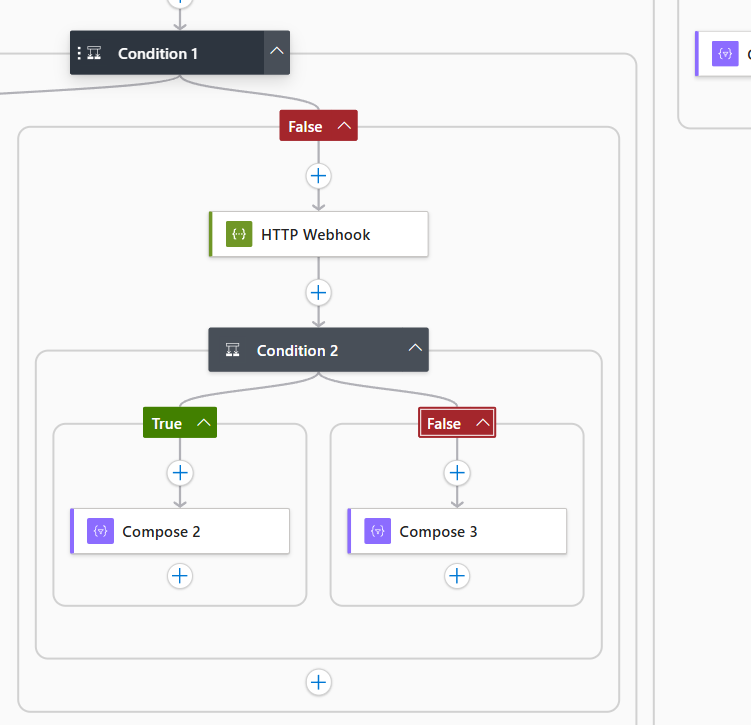 Condition 1
False
HTTP Webhook
Condition 2
True
False
Compose 2
Compose 3